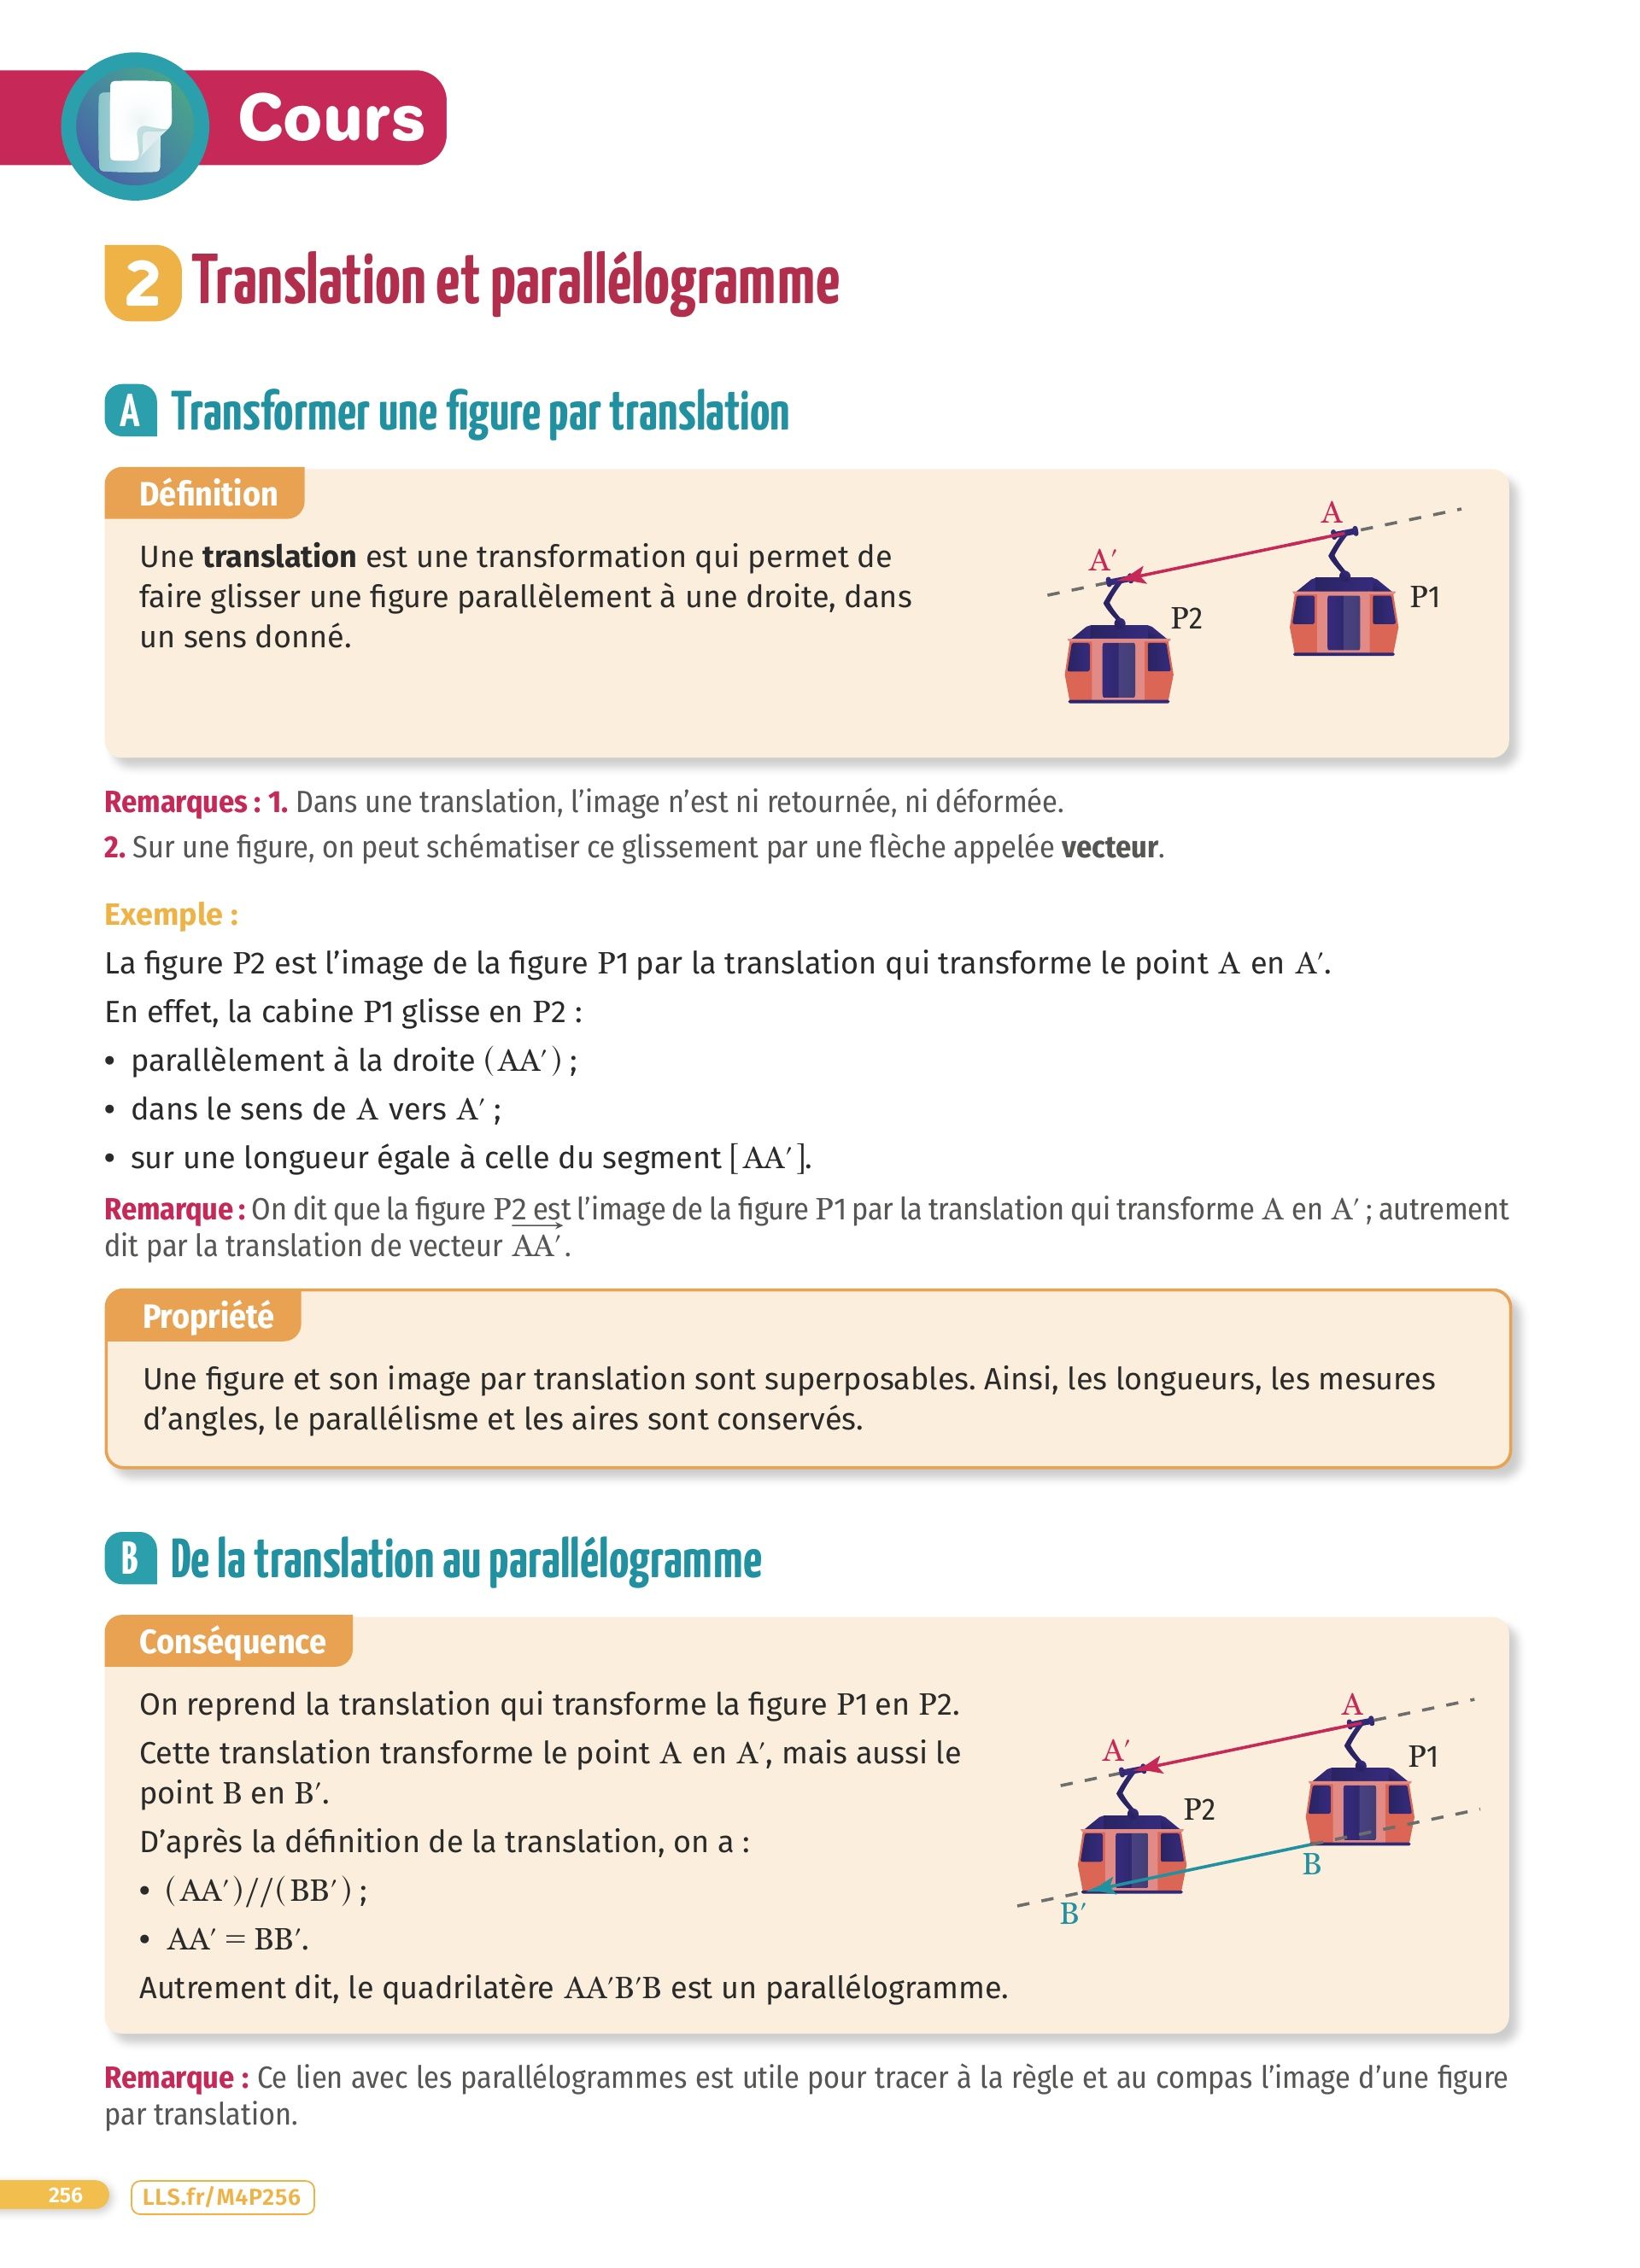 Cours
2 Translation et parallélogramme
A Transformer une figure par translation
Définition
Une translation est une transformation qui permet de
faire glisser une figure parallèlement à une droite, dans
un sens donné.
A
A′
P1
P2
Remarques : 1. Dans une translation, l’image n’est ni retournée, ni déformée.
2. Sur une figure, on peut schématiser ce glissement par une flèche appelée vecteur.
Exemple :
La figure P2 est l’image de la figure P1 par la translation qui transforme le point A en A′.
En effet, la cabine P1 glisse en P2 :
• parallèlement à la droite (AA′) ;
• dans le sens de A vers A′ ;
• sur une longueur égale à celle du segment [AA′].
Remarque : On dit que la figure P2 est l’image de la figure P1 par la translation qui transforme A en A′ ; autrement
dit par la translation de vecteur AA′⃗.
Propriété
Une figure et son image par translation sont superposables. Ainsi, les longueurs, les mesures
d’angles, le parallélisme et les aires sont conservés.
B De la translation au parallélogramme
Conséquence
On reprend la translation qui transforme la figure P1 en P2.
Cette translation transforme le point A en A′, mais aussi le
point B en B′.
D’après la définition de la translation, on a :
• (AA′)//(BB′) ;
• AA′ = BB′.
Autrement dit, le quadrilatère AA′B′B est un parallélogramme.
A
A′
P1
P2
B
B′
Remarque : Ce lien avec les parallélogrammes est utile pour tracer à la règle et au compas l’image d’une figure
par translation.
256
LLS.fr/M4P256